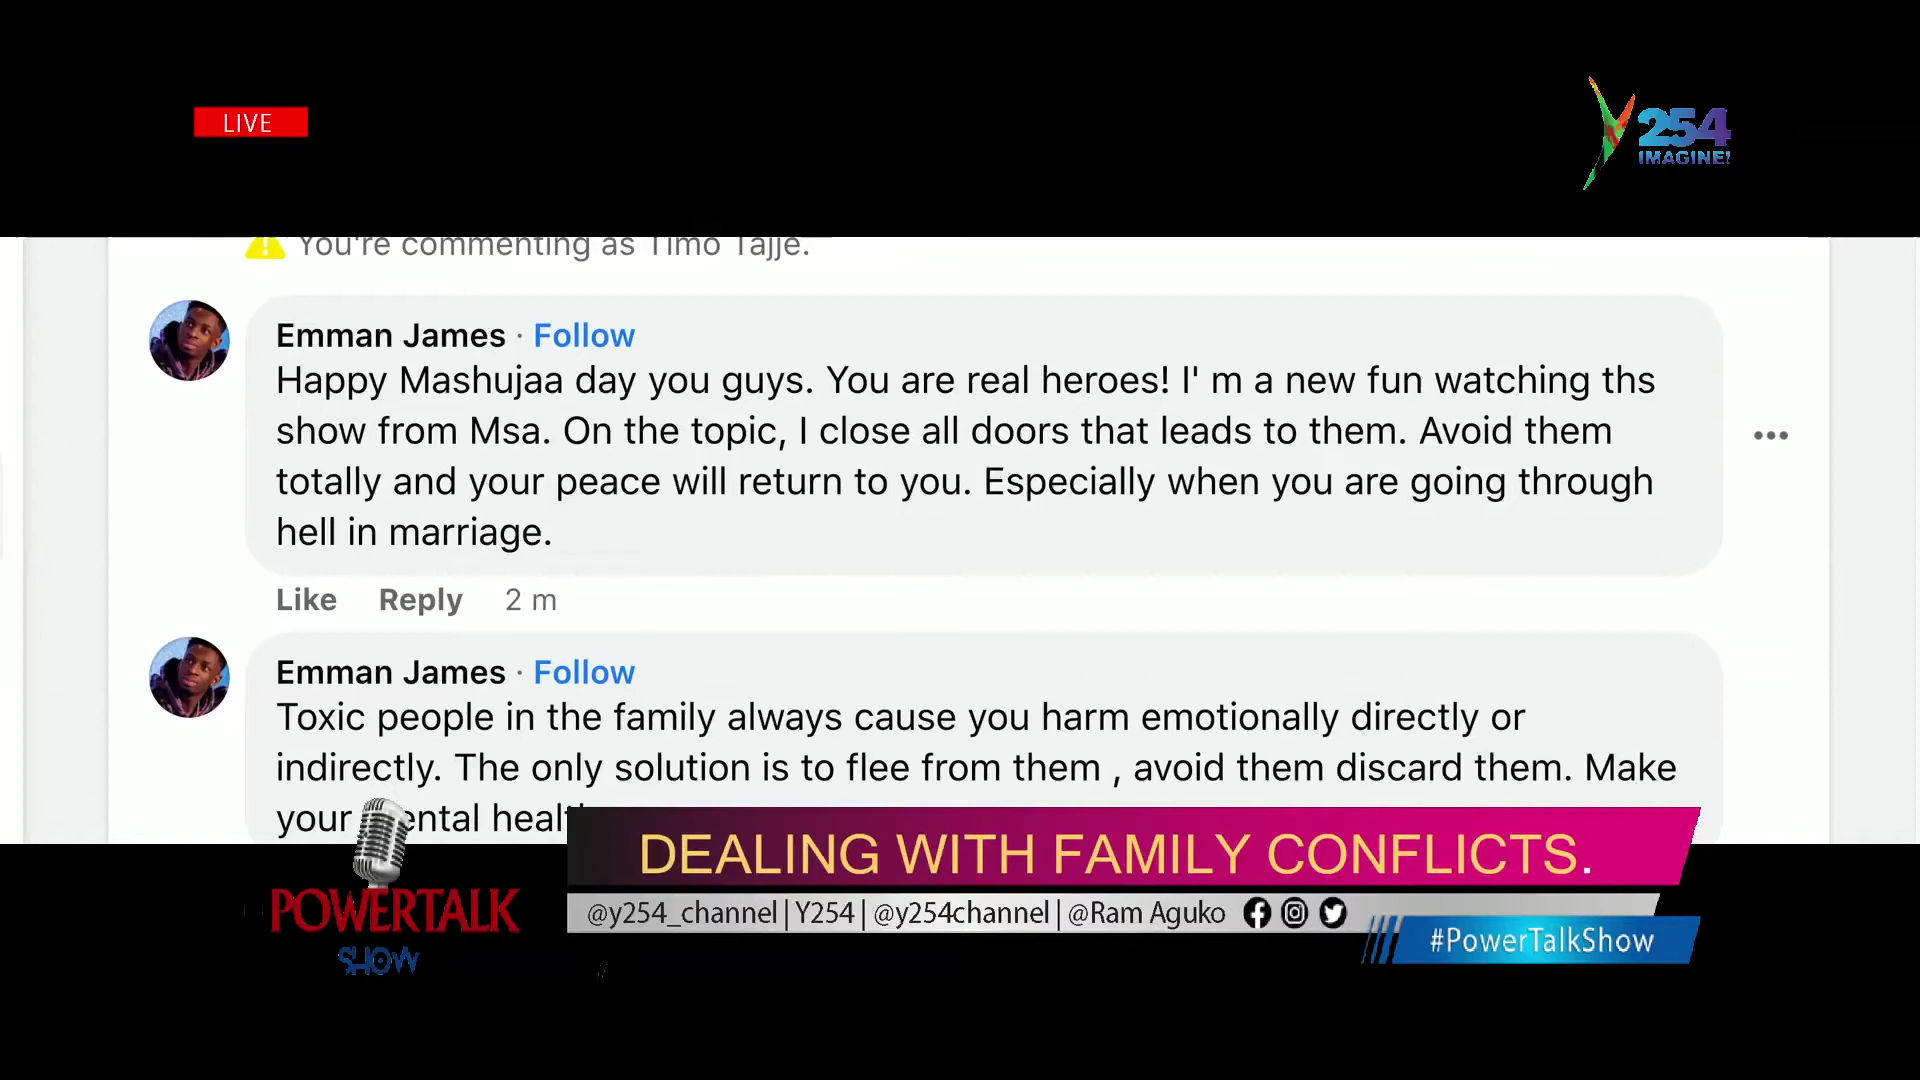 LIVE
254
IMAGINE!
You're commenting as Timo Tajje.
Emman James · Follow
Happy Mashujaa day you guys. You are real heroes! I' m a new fun watching ths
show from Msa. On the topic, I close all doors that leads to them. Avoid them
totally and your peace will return to you. Especially when you are going through
hell in marriage.
Like Reply 2 m
Emman James · Follow
Toxic people in the family always cause you harm emotionally directly or
indirectly. The only solution is to flee from them , avoid them discard them. Make
your
DEALING WITH FAMILY CONFLICTS.
POWERTALK
SHOW
@y254_channel | Y254 | @y254channel | @Ram Aguko
#PowerTalkShow